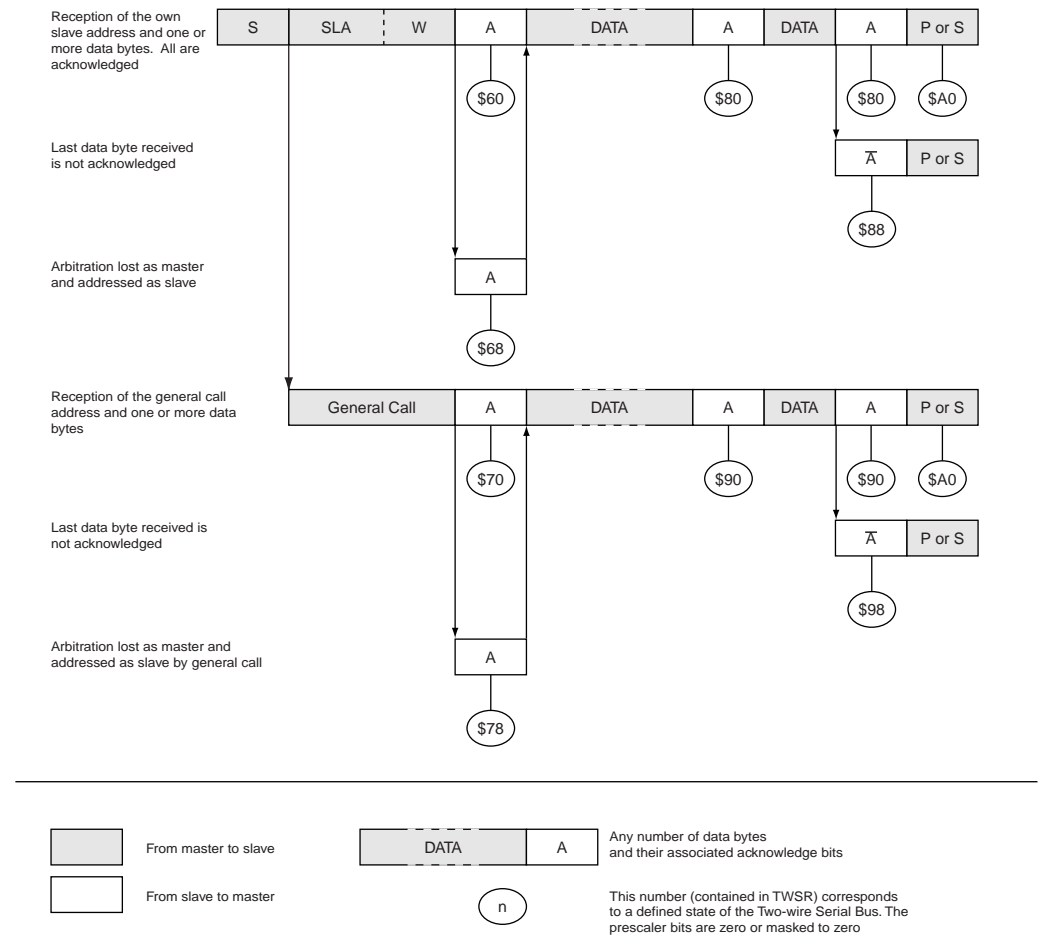 Reception of the own
slave address and one or
more data bytes. All are
acknowledged
S SLA W A DATA A DATA A P or S
$60 $80 $80 $A0
Last data byte received
is not acknowledged
A̅ P or S
$88
Arbitration lost as master
and addressed as slave
A
$68
Reception of the general call
address and one or more data
bytes
General Call A DATA A DATA A P or S
$70 $90 $90 $A0
Last data byte received is
not acknowledged
A̅ P or S
$98
Arbitration lost as master and
addressed as slave by general call
A
$78
From master to slave
DATA A
Any number of data bytes
and their associated acknowledge bits
From slave to master
n
This number (contained in TWSR) corresponds
to a defined state of the Two-wire Serial Bus. The
prescaler bits are zero or masked to zero